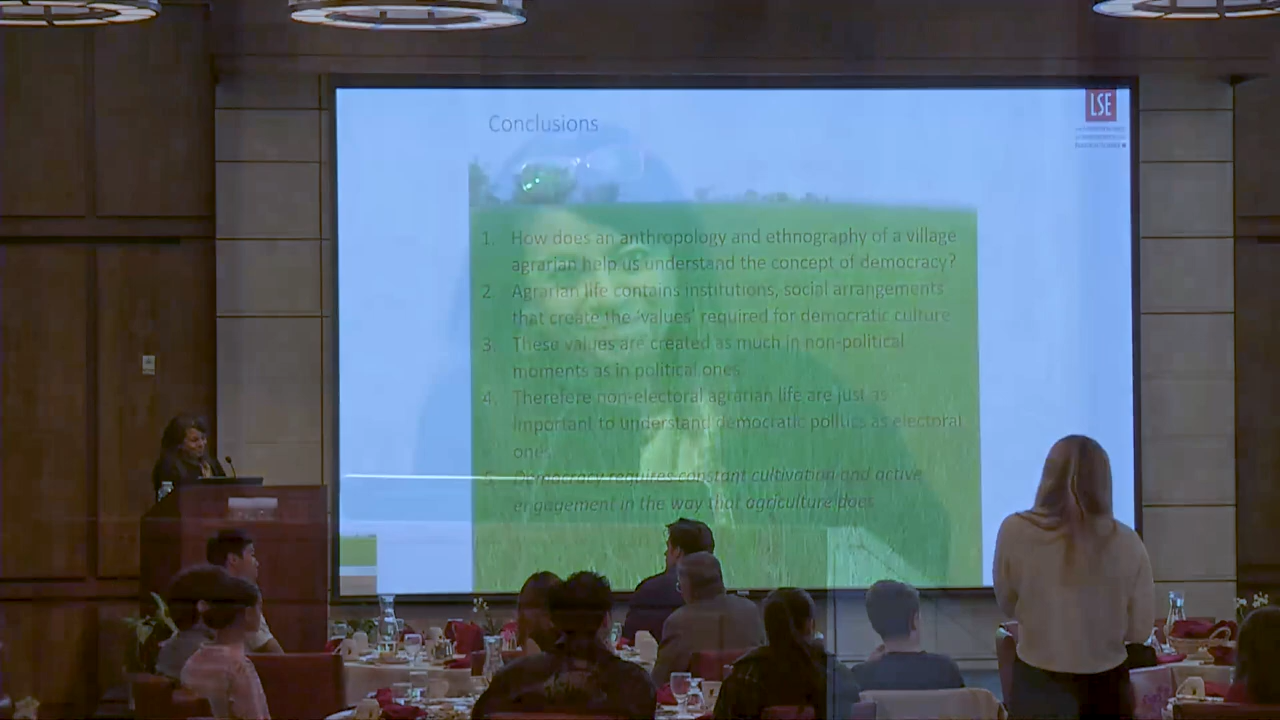 LSE
Conclusions
1. How does an anthropology and ethnography of a village
agrarian help us understand the concept of democracy?
2 Agrarian life contains institutions, social arrangements
that create the 'values' required for democratic culture
3. These values are created as much in non-political
moments as in political ones
4. Therefore non-electoral agrarian life are just as
important to understand democratic politics as electoral
ones
5. Democracy requires constant cultivation and active
engagement in the way that agriculture does